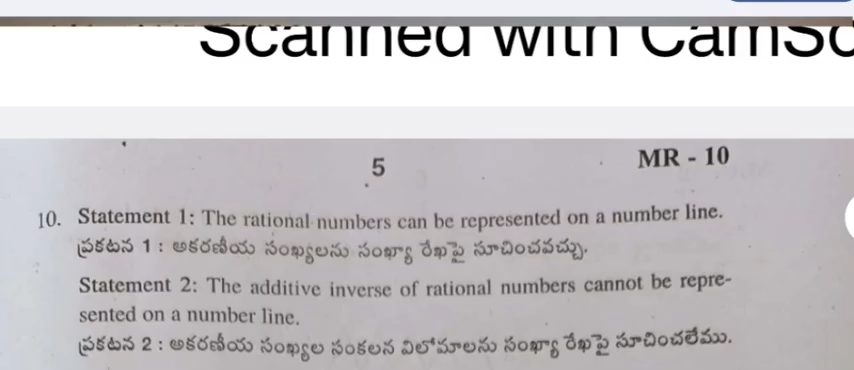 Scanned with CamSc
5
MR - 10
10. Statement 1: The rational numbers can be represented on a number line.
ప్రకటన 1 : అకరణీయ సంఖ్యలను సంఖ్యా రేఖపై సూచించవచ్చు.
Statement 2: The additive inverse of rational numbers cannot be repre-
sented on a number line.
ప్రకటన 2 : అకరణీయ సంఖ్యల సంకలన విలోమాలను సంఖ్యా రేఖపై సూచించలేము.